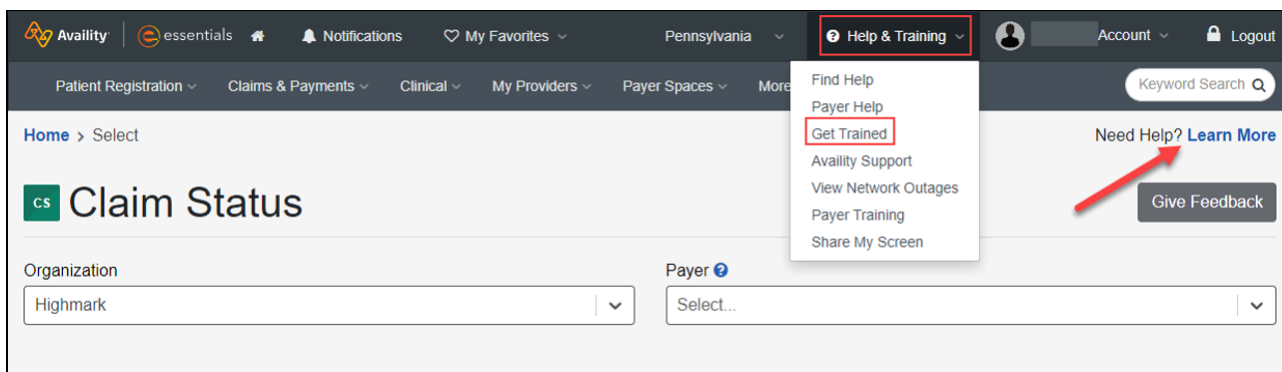 Availity essentials Notifications My Favorites Pennsylvania Help & Training Account Logout
Patient Registration Claims & Payments Clinical My Providers Payer Spaces More Keyword Search
Find Help
Payer Help
Get Trained
Availity Support
View Network Outages
Payer Training
Share My Screen
Home > Select Need Help? Learn More
CS Claim Status Give Feedback
Organization Payer
Highmark Select...